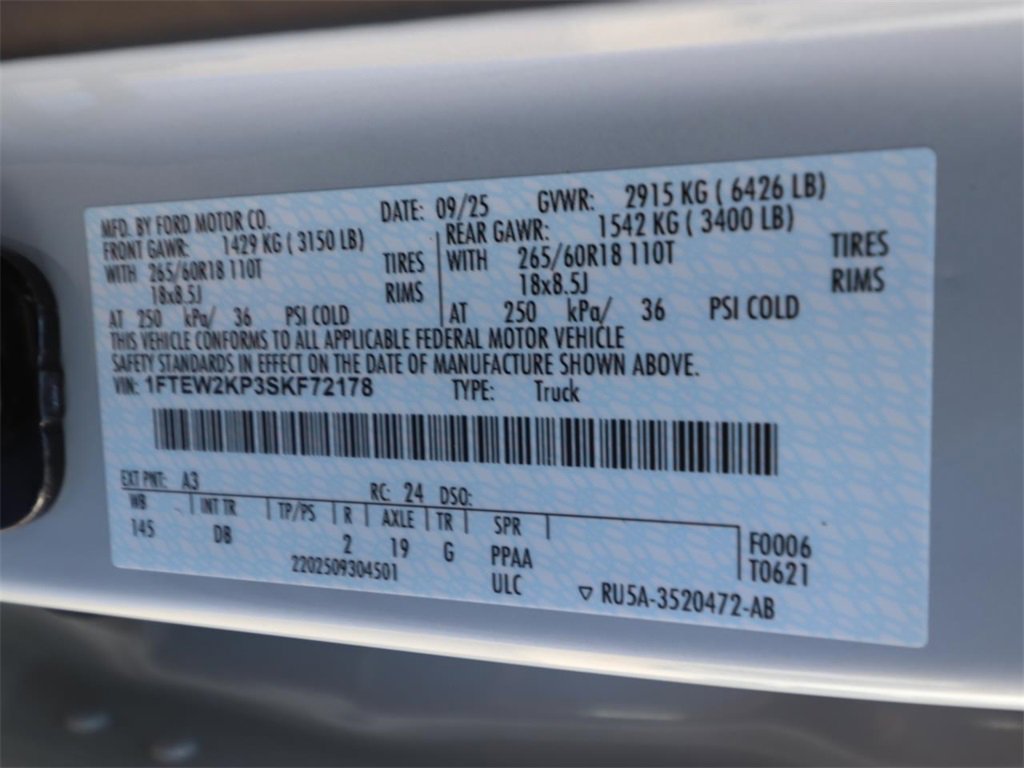 MFD. BY FORD MOTOR CO. DATE: 09/25 GVWR: 2915 KG ( 6426 LB)
FRONT GAWR: 1429 KG ( 3150 LB) REAR GAWR: 1542 KG ( 3400 LB)
WITH 265/60R18 110T TIRES WITH 265/60R18 110T TIRES
18x8.5J RIMS 18x8.5J RIMS
AT 250 kPa/ 36 PSI COLD AT 250 kPa/ 36 PSI COLD
THIS VEHICLE CONFORMS TO ALL APPLICABLE FEDERAL MOTOR VEHICLE
SAFETY STANDARDS IN EFFECT ON THE DATE OF MANUFACTURE SHOWN ABOVE.
VIN: 1FTEW2KP3SKF72178 TYPE: Truck
EXT PNT: A3 RC: 24 DSO:
WB INT TR TP/PS R AXLE TR SPR
145 DB 2 19 G PPAA F0006
2202509304501 ULC T0621
▽ RU5A-3520472-AB